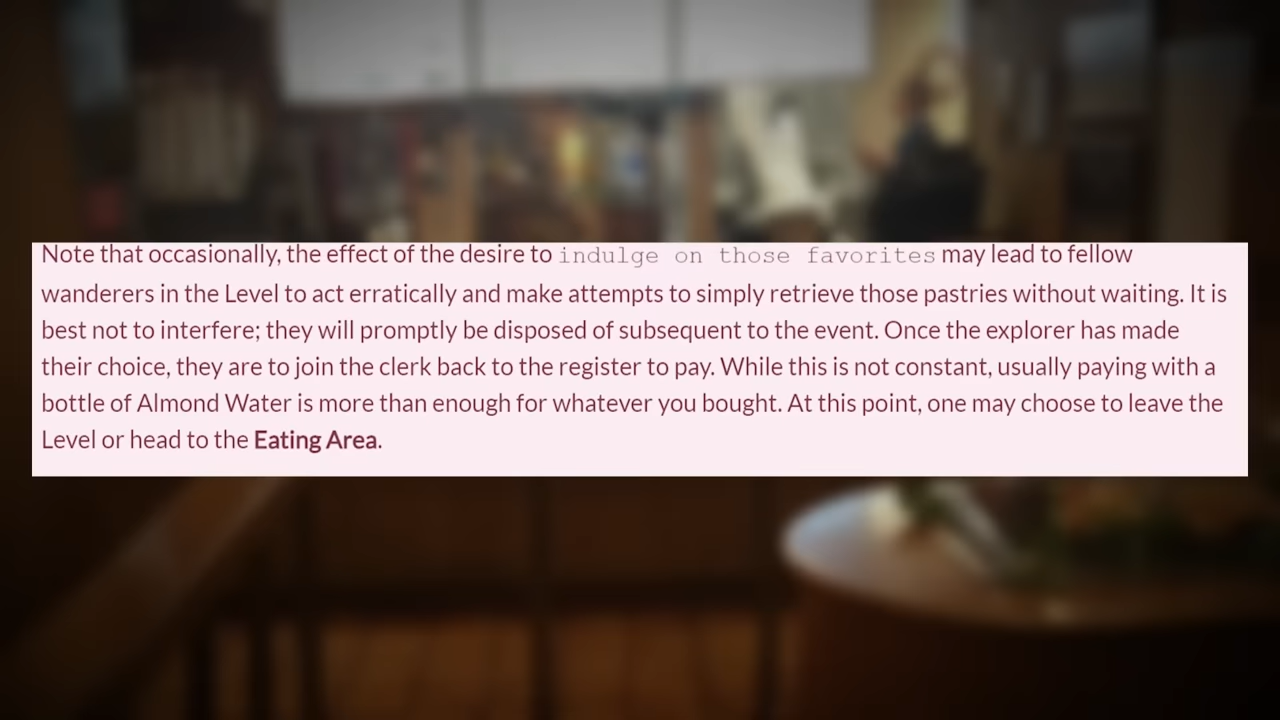 Note that occasionally, the effect of the desire to indulge on those favorites may lead to fellow
wanderers in the Level to act erratically and make attempts to simply retrieve those pastries without waiting. It is
best not to interfere; they will promptly be disposed of subsequent to the event. Once the explorer has made
their choice, they are to join the clerk back to the register to pay. While this is not constant, usually paying with a
bottle of Almond Water is more than enough for whatever you bought. At this point, one may choose to leave the
Level or head to the Eating Area.